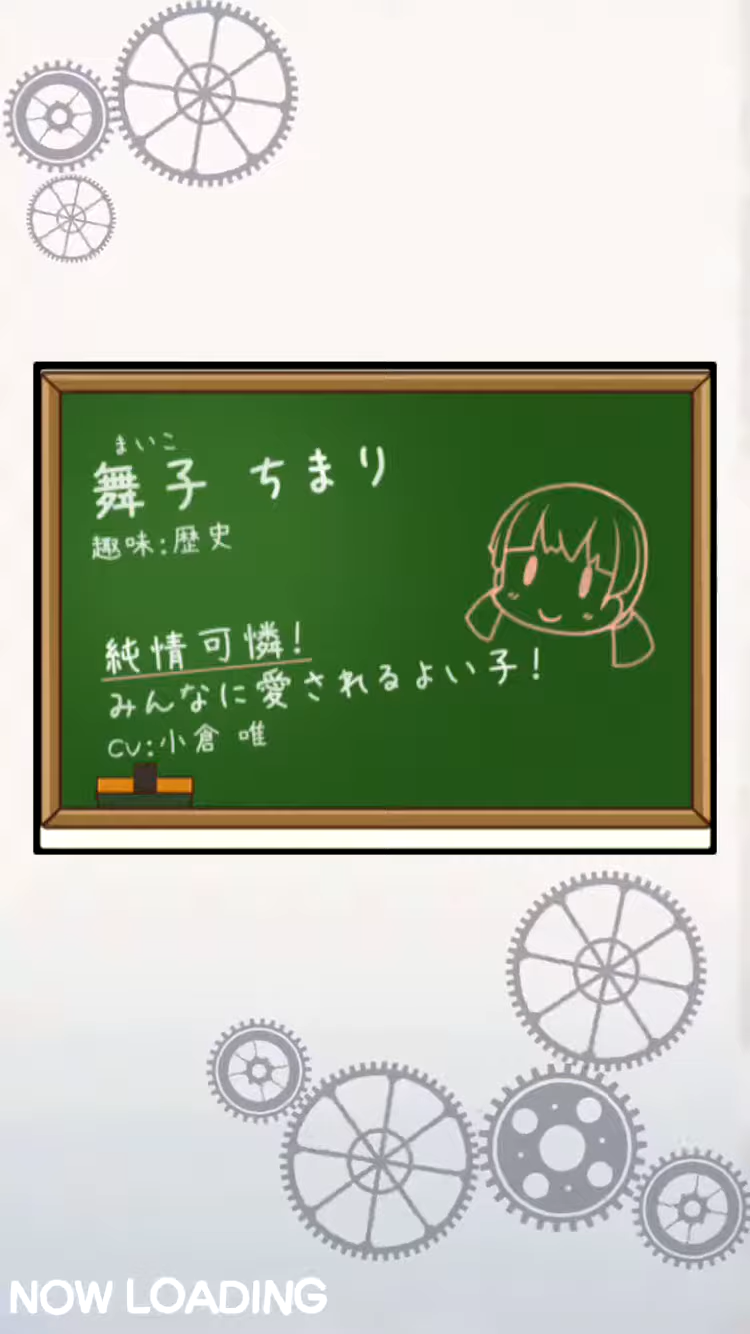 まいこ
舞子 ちまり
趣味:歴史
純情可憐!
みんなに愛されるよい子!
CV:小倉 唯
NOW LOADING